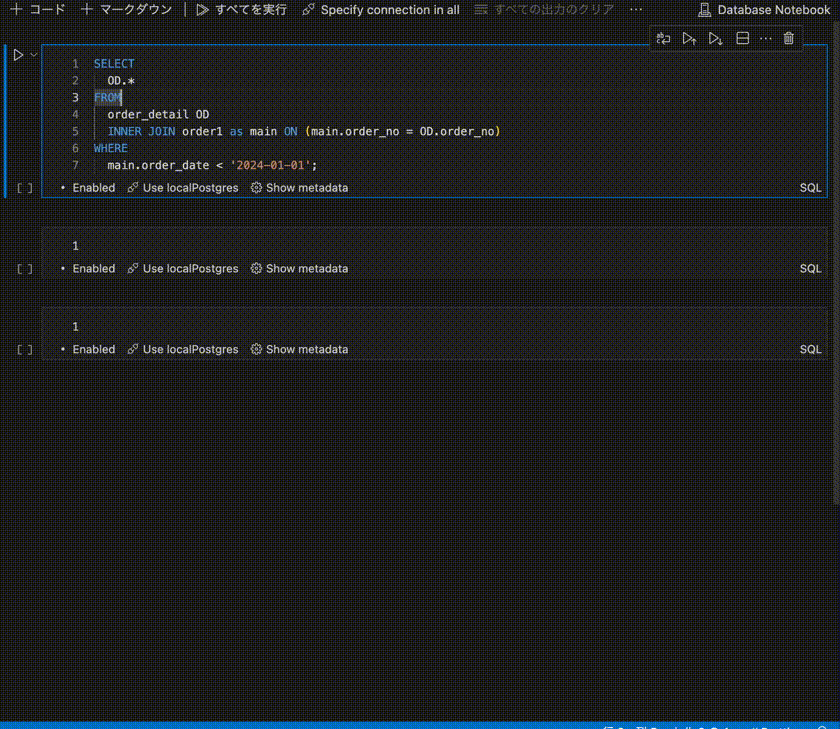 コード マークダウン すべてを実行 Specify connection in all すべての出力のクリア ··· Database Notebook
1 SELECT
2 OD.*
3 FROM
4 order_detail OD
5 INNER JOIN order1 as main ON (main.order_no = OD.order_no)
6 WHERE
7 main.order_date < '2024-01-01';
[ ] • Enabled Use localPostgres Show metadata SQL
1
[ ] • Enabled Use localPostgres Show metadata SQL
1
[ ] • Enabled Use localPostgres Show metadata SQL